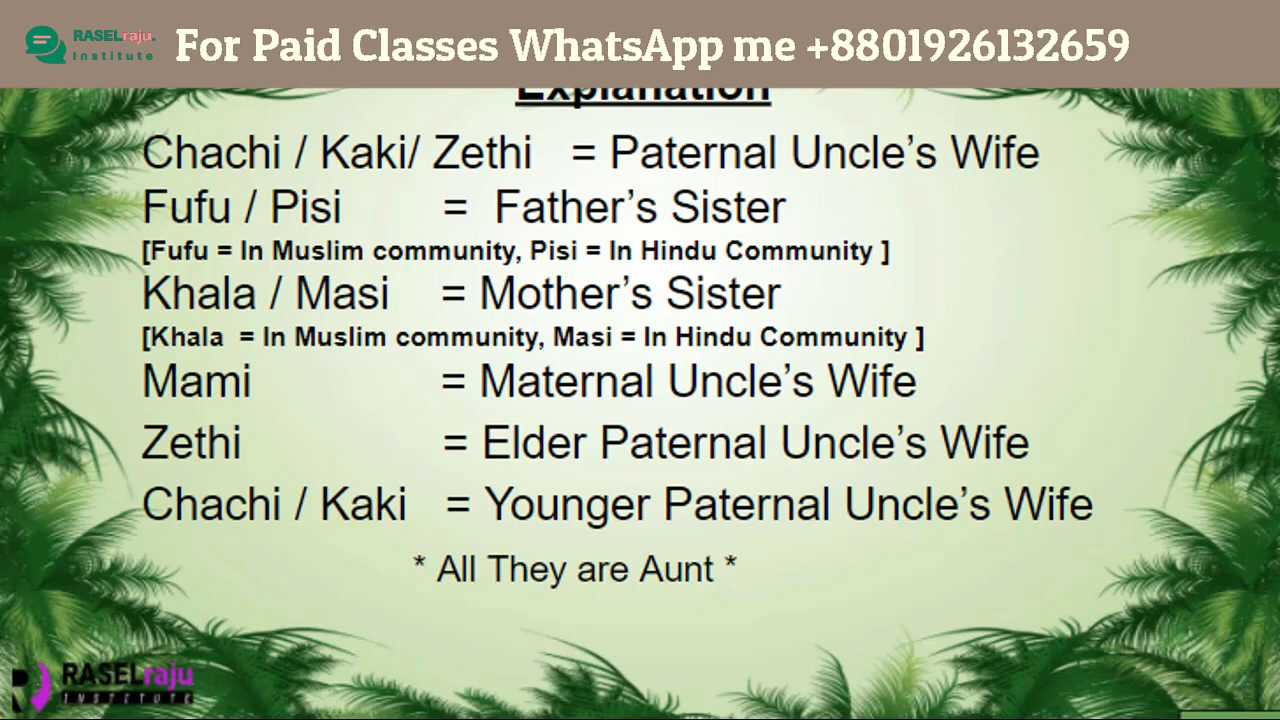 RASELraju.
Institute
For Paid Classes WhatsApp me +8801926132659
Explanation
Chachi / Kaki/ Zethi = Paternal Uncle's Wife
Fufu / Pisi = Father's Sister
[Fufu = In Muslim community, Pisi = In Hindu Community ]
Khala / Masi = Mother's Sister
[Khala = In Muslim community, Masi = In Hindu Community ]
Mami = Maternal Uncle's Wife
Zethi = Elder Paternal Uncle's Wife
Chachi / Kaki = Younger Paternal Uncle's Wife
* All They are Aunt *
RASELraju
INSTITUTE